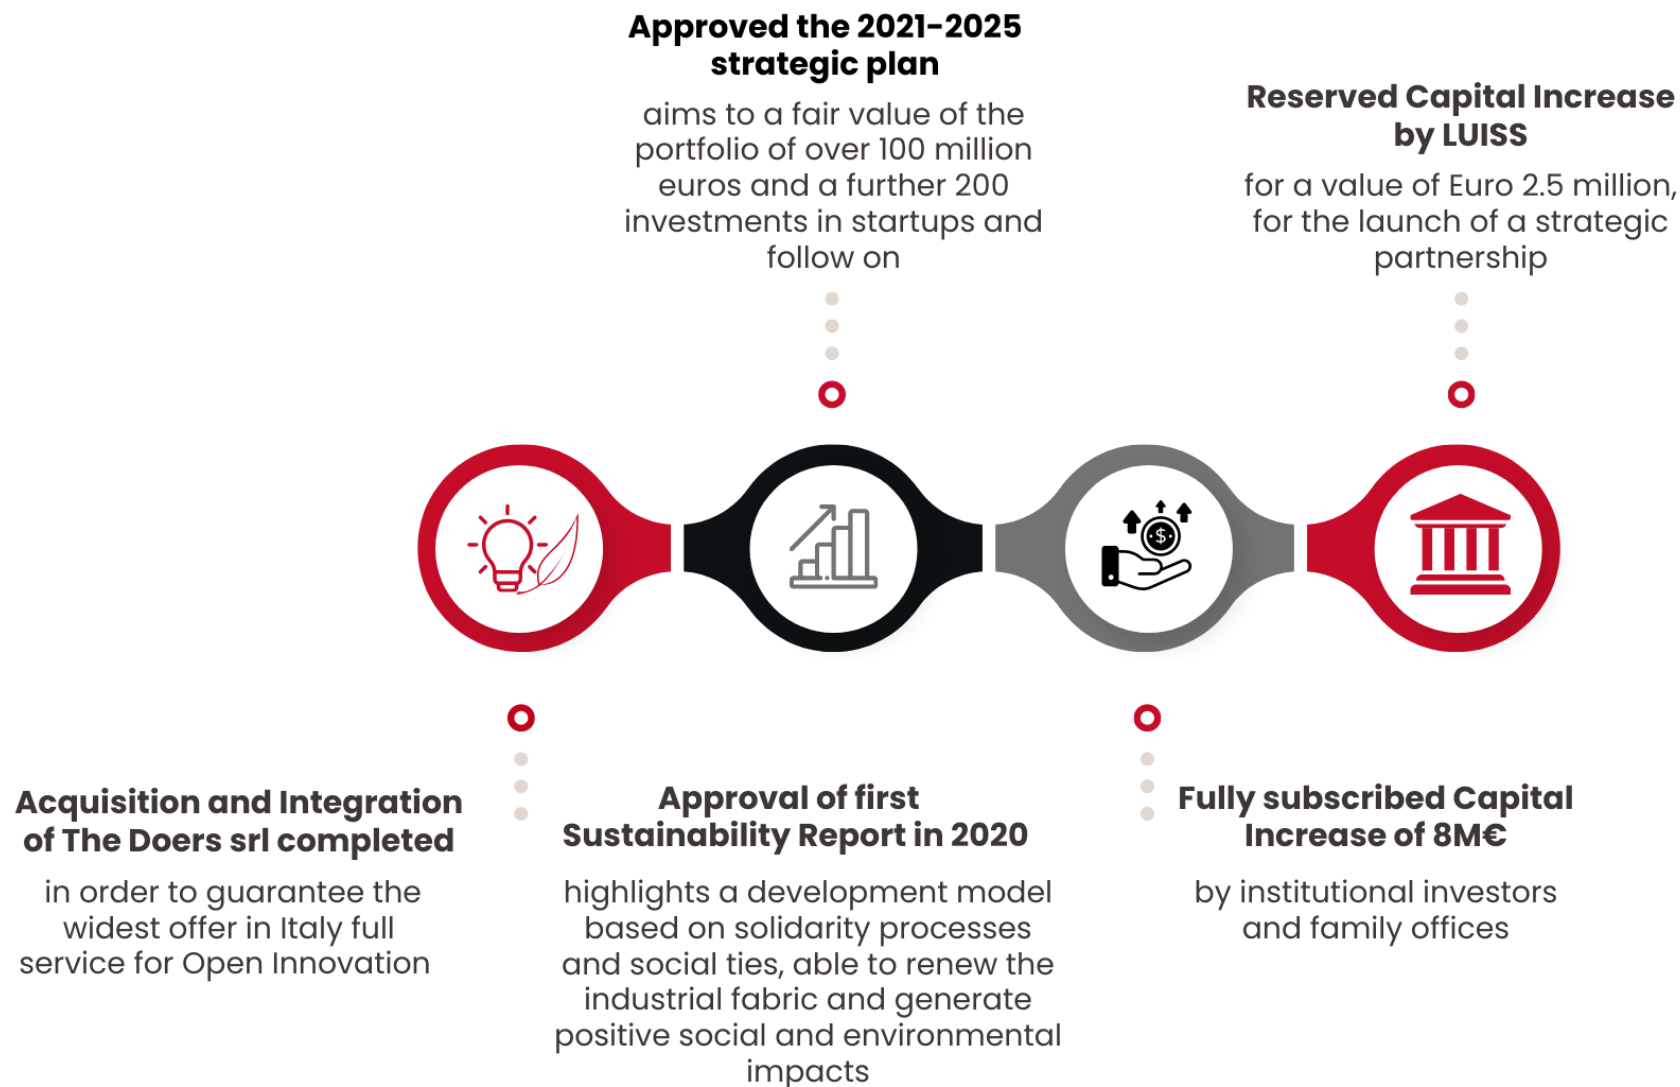 Approved the 2021-2025
strategic plan
aims to a fair value of the
portfolio of over 100 million
euros and a further 200
investments in startups and
follow on
Reserved Capital Increase
by LUISS
for a value of Euro 2.5 million,
for the launch of a strategic
partnership
$
Acquisition and Integration
of The Doers srl completed
in order to guarantee the
widest offer in Italy full
service for Open Innovation
Approval of first
Sustainability Report in 2020
highlights a development model
based on solidarity processes
and social ties, able to renew the
industrial fabric and generate
positive social and environmental
impacts
Fully subscribed Capital
Increase of 8M€
by institutional investors
and family offices